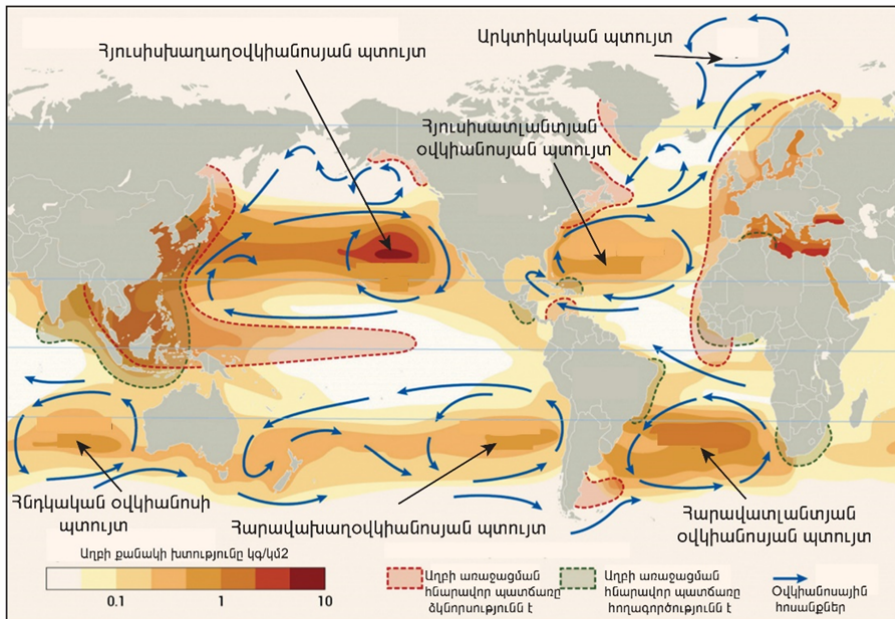 Հյուսիսխաղաղօվկիանոսյան պտույտ
Արկտիկական պտույտ
Հյուսիսատլանտյան
օվկիանոսյան պտույտ
Հնդկական օվկիանոսի
պտույտ
Հարավախաղօվկիանոսյան պտույտ
Հարավատլանտյան
օվկիանոսյան պտույտ
Աղբի քանակի խտությունը կգ/կմ2
0.1 1 10
Աղբի առաջացման
հնարավոր պատճառը
ձկնորսությունն է
Աղբի առաջացման
հնարավոր պատճառը
հողագործությունն է
Օվկիանոսային
հոսանքներ